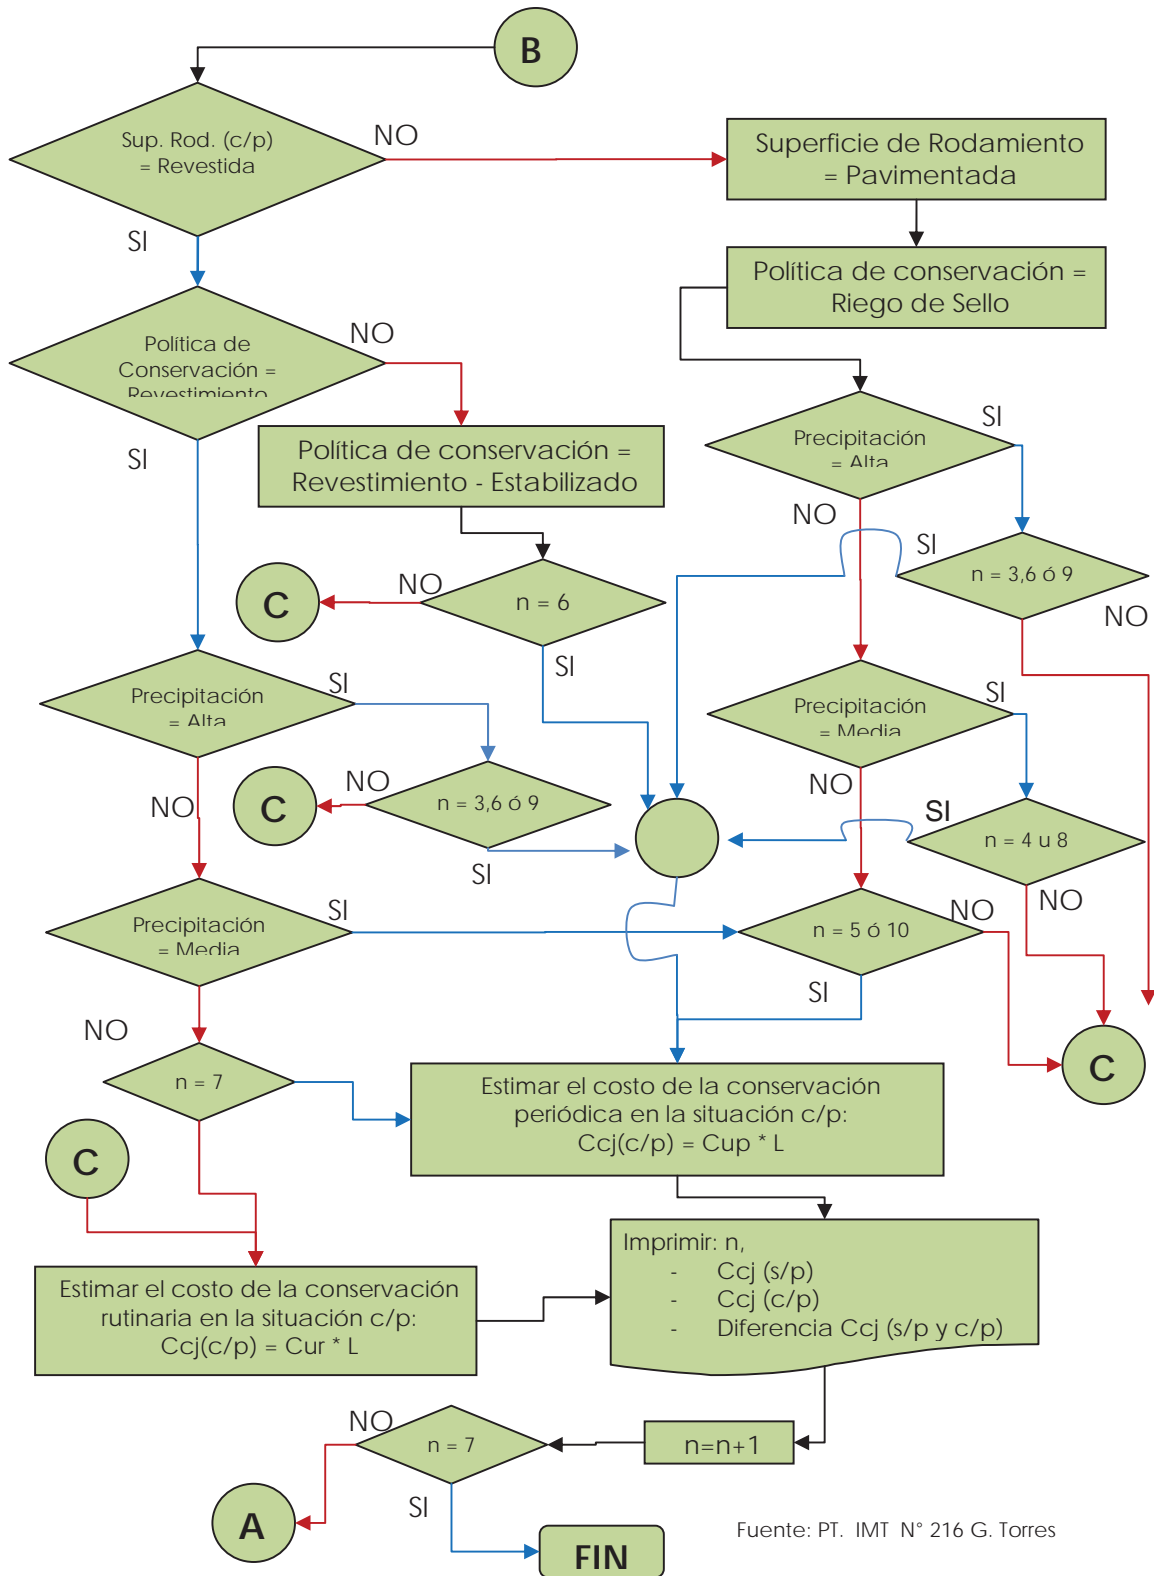 B
Sup. Rod. (c/p)
= Revestida
NO
SI
Superficie de Rodamiento
= Pavimentada
Política de conservación =
Riego de Sello
Política de
Conservación =
Revestimiento
NO
SI
Política de conservación =
Revestimiento - Estabilizado
Precipitación
= Alta
SI
NO
n = 3,6 ó 9
SI
NO
n = 6
NO
SI
C
Precipitación
= Alta
SI
NO
n = 3,6 ó 9
NO
SI
C
Precipitación
= Media
SI
NO
n = 4 u 8
SI
NO
Precipitación
= Media
SI
NO
n = 5 ó 10
NO
SI
C
n = 7
C
Estimar el costo de la conservación
periódica en la situación c/p:
Ccj(c/p) = Cup * L
Estimar el costo de la conservación
rutinaria en la situación c/p:
Ccj(c/p) = Cur * L
Imprimir: n,
- Ccj (s/p)
- Ccj (c/p)
- Diferencia Ccj (s/p y c/p)
n=n+1
n = 7
NO
SI
A
FIN
Fuente: PT. IMT N° 216 G. Torres